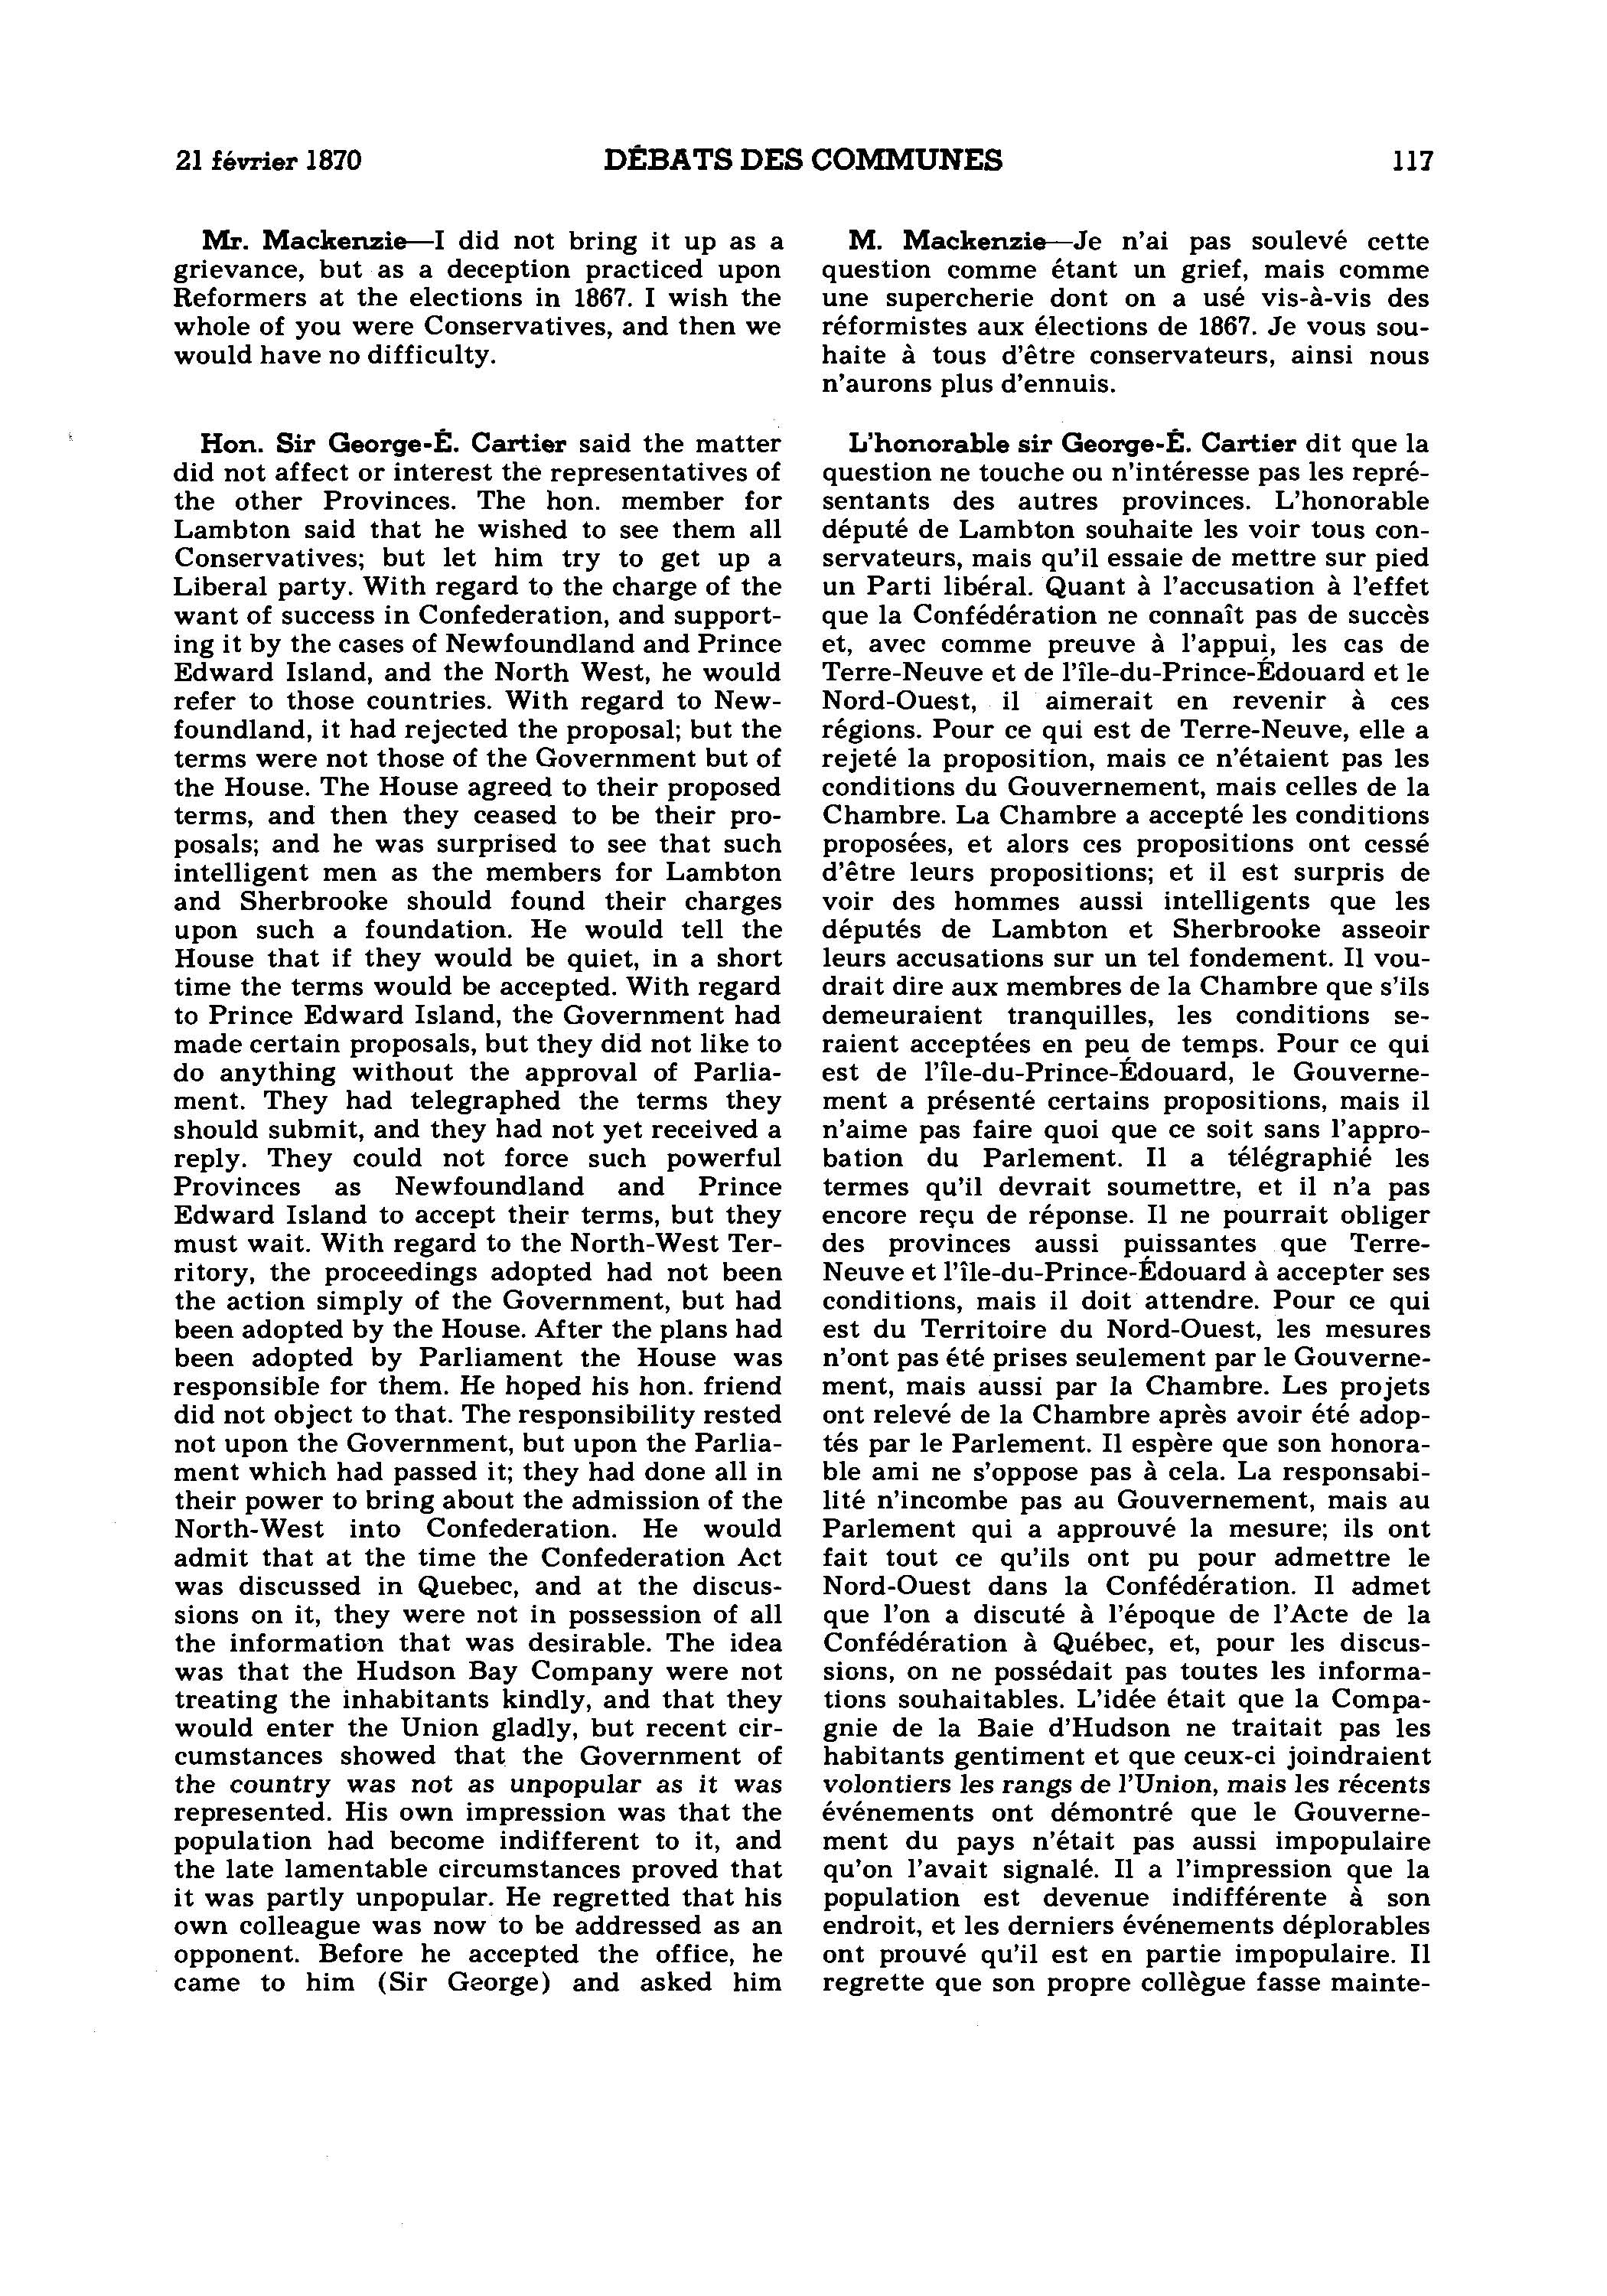 21 février 1870 DÉBATS DES COMMUNES 117
Mr. Mackenzie—I did not bring it up as a
grievance, but as a deception practiced upon
Reformers at the elections in 1867. I wish the
whole of you were Conservatives, and then we
would have no difficulty.
Hon. Sir George-É. Cartier said the matter
did not affect or interest the representatives of
the other Provinces. The hon. member for
Lambton said that he wished to see them all
Conservatives; but let him try to get up a
Liberal party. With regard to the charge of the
want of success in Confederation, and support-
ing it by the cases of Newfoundland and Prince
Edward Island, and the North West, he would
refer to those countries. With regard to New-
foundland, it had rejected the proposal; but the
terms were not those of the Government but of
the House. The House agreed to their proposed
terms, and then they ceased to be their pro-
posals; and he was surprised to see that such
intelligent men as the members for Lambton
and Sherbrooke should found their charges
upon such a foundation. He would tell the
House that if they would be quiet, in a short
time the terms would be accepted. With regard
to Prince Edward Island, the Government had
made certain proposals, but they did not like to
do anything without the approval of Parlia-
ment. They had telegraphed the terms they
should submit, and they had not yet received a
reply. They could not force such powerful
Provinces as Newfoundland and Prince
Edward Island to accept their terms, but they
must wait. With regard to the North-West Ter-
ritory, the proceedings adopted had not been
the action simply of the Government, but had
been adopted by the House. After the plans had
been adopted by Parliament the House was
responsible for them. He hoped his hon. friend
did not object to that. The responsibility rested
not upon the Government, but upon the Parlia-
ment which had passed it; they had done all in
their power to bring about the admission of the
North-West into Confederation. He would
admit that at the time the Confederation Act
was discussed in Quebec, and at the discus-
sions on it, they were not in possession of all
the information that was desirable. The idea
was that the Hudson Bay Company were not
treating the inhabitants kindly, and that they
would enter the Union gladly, but recent cir-
cumstances showed that the Government of
the country was not as unpopular as it was
represented. His own impression was that the
population had become indifferent to it, and
the late lamentable circumstances proved that
it was partly unpopular. He regretted that his
own colleague was now to be addressed as an
opponent. Before he accepted the office, he
came to him (Sir George) and asked him
M. Mackenzie—Je n'ai pas soulevé cette
question comme étant un grief, mais comme
une supercherie dont on a usé vis-à-vis des
réformistes aux élections de 1867. Je vous sou-
haite à tous d'être conservateurs, ainsi nous
n'aurons plus d'ennuis.
L'honorable sir George-É. Cartier dit que la
question ne touche ou n'intéresse pas les repré-
sentants des autres provinces. L'honorable
député de Lambton souhaite les voir tous con-
servateurs, mais qu'il essaie de mettre sur pied
un Parti libéral. Quant à l'accusation à l'effet
que la Confédération ne connaît pas de succès
et, avec comme preuve à l'appui, les cas de
Terre-Neuve et de l'île-du-Prince-Édouard et le
Nord-Ouest, il aimerait en revenir à ces
régions. Pour ce qui est de Terre-Neuve, elle a
rejeté la proposition, mais ce n'étaient pas les
conditions du Gouvernement, mais celles de la
Chambre. La Chambre a accepté les conditions
proposées, et alors ces propositions ont cessé
d'être leurs propositions; et il est surpris de
voir des hommes aussi intelligents que les
députés de Lambton et Sherbrooke asseoir
leurs accusations sur un tel fondement. Il vou-
drait dire aux membres de la Chambre que s'ils
demeuraient tranquilles, les conditions se-
raient acceptées en peu de temps. Pour ce qui
est de l'île-du-Prince-Édouard, le Gouverne-
ment a présenté certains propositions, mais il
n'aime pas faire quoi que ce soit sans l'appro-
bation du Parlement. Il a télégraphié les
termes qu'il devrait soumettre, et il n'a pas
encore reçu de réponse. Il ne pourrait obliger
des provinces aussi puissantes que Terre-
Neuve et l'île-du-Prince-Édouard à accepter ses
conditions, mais il doit attendre. Pour ce qui
est du Territoire du Nord-Ouest, les mesures
n'ont pas été prises seulement par le Gouverne-
ment, mais aussi par la Chambre. Les projets
ont relevé de la Chambre après avoir été adop-
tés par le Parlement. Il espère que son honora-
ble ami ne s'oppose pas à cela. La responsabi-
lité n'incombe pas au Gouvernement, mais au
Parlement qui a approuvé la mesure; ils ont
fait tout ce qu'ils ont pu pour admettre le
Nord-Ouest dans la Confédération. Il admet
que l'on a discuté à l'époque de l'Acte de la
Confédération à Québec, et, pour les discus-
sions, on ne possédait pas toutes les informa-
tions souhaitables. L'idée était que la Compa-
gnie de la Baie d'Hudson ne traitait pas les
habitants gentiment et que ceux-ci joindraient
volontiers les rangs de l'Union, mais les récents
événements ont démontré que le Gouverne-
ment du pays n'était pas aussi impopulaire
qu'on l'avait signalé. Il a l'impression que la
population est devenue indifférente à son
endroit, et les derniers événements déplorables
ont prouvé qu'il est en partie impopulaire. Il
regrette que son propre collègue fasse mainte-